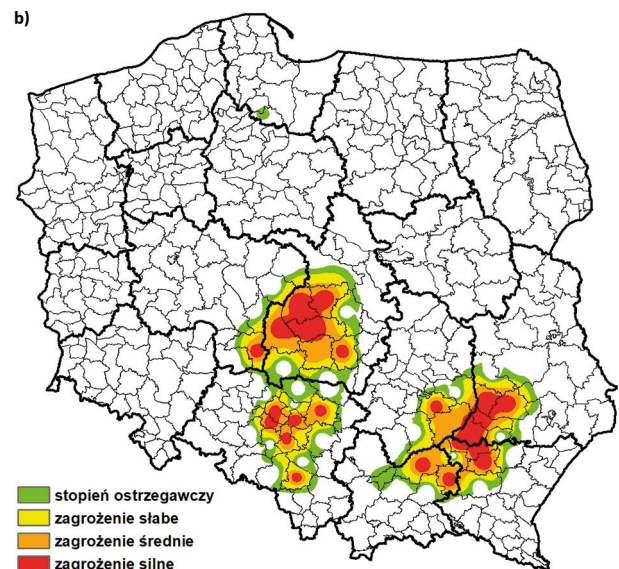 b)
stopień ostrzegawczy
zagrożenie słabe
zagrożenie średnie
zagrożenie silne